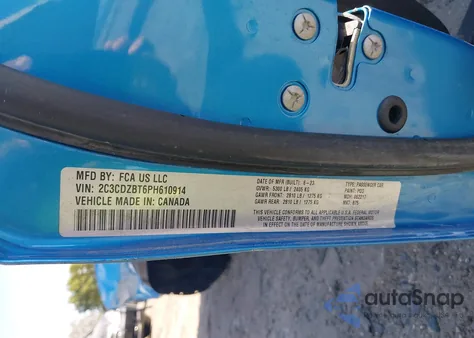 MFD BY: FCA US LLC
VIN: 2C3CDZBT6PH610914
VEHICLE MADE IN: CANADA
DATE OF MFR (BUILT): 6-23
GVWR: 5300 LB
GAWR FRONT: 2810 LB / 1275 KG
GAWR REAR: 2810 LB / 1275 KG
TYPE: PASSENGER CAR
PAINT: PQD
THIS VEHICLE CONFORMS TO ALL APPLICABLE U.S.A. FEDERAL MOTOR
VEHICLE SAFETY, BUMPER, AND THEFT PREVENTION STANDARDS
IN EFFECT ON THE DATE OF MANUFACTURE SHOWN ABOVE.
autoSnap